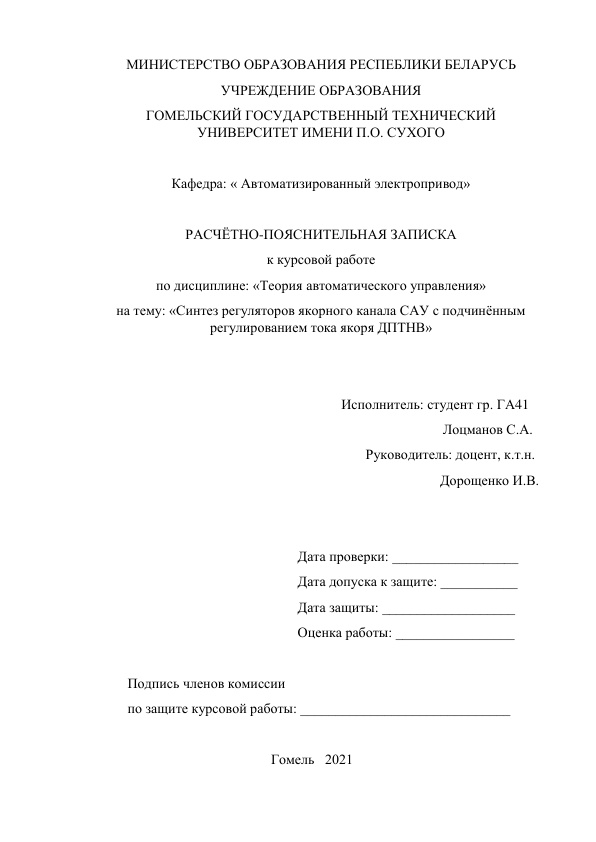 МИНИСТЕРСТВО ОБРАЗОВАНИЯ РЕСПЕБЛИКИ БЕЛАРУСЬ
УЧРЕЖДЕНИЕ ОБРАЗОВАНИЯ
ГОМЕЛЬСКИЙ ГОСУДАРСТВЕННЫЙ ТЕХНИЧЕСКИЙ
УНИВЕРСИТЕТ ИМЕНИ П.О. СУХОГО
Кафедра: « Автоматизированный электропривод»
РАСЧЁТНО-ПОЯСНИТЕЛЬНАЯ ЗАПИСКА
к курсовой работе
по дисциплине: «Теория автоматического управления»
на тему: «Синтез регуляторов якорного канала САУ с подчинённым
регулированием тока якоря ДПТНВ»
Исполнитель: студент гр. ГА41
Лоцманов С.А.
Руководитель: доцент, к.т.н.
Дорощенко И.В.
Дата проверки: __________________
Дата допуска к защите: ___________
Дата защиты: ___________________
Оценка работы: _________________
Подпись членов комиссии
по защите курсовой работы: ______________________________
Гомель 2021